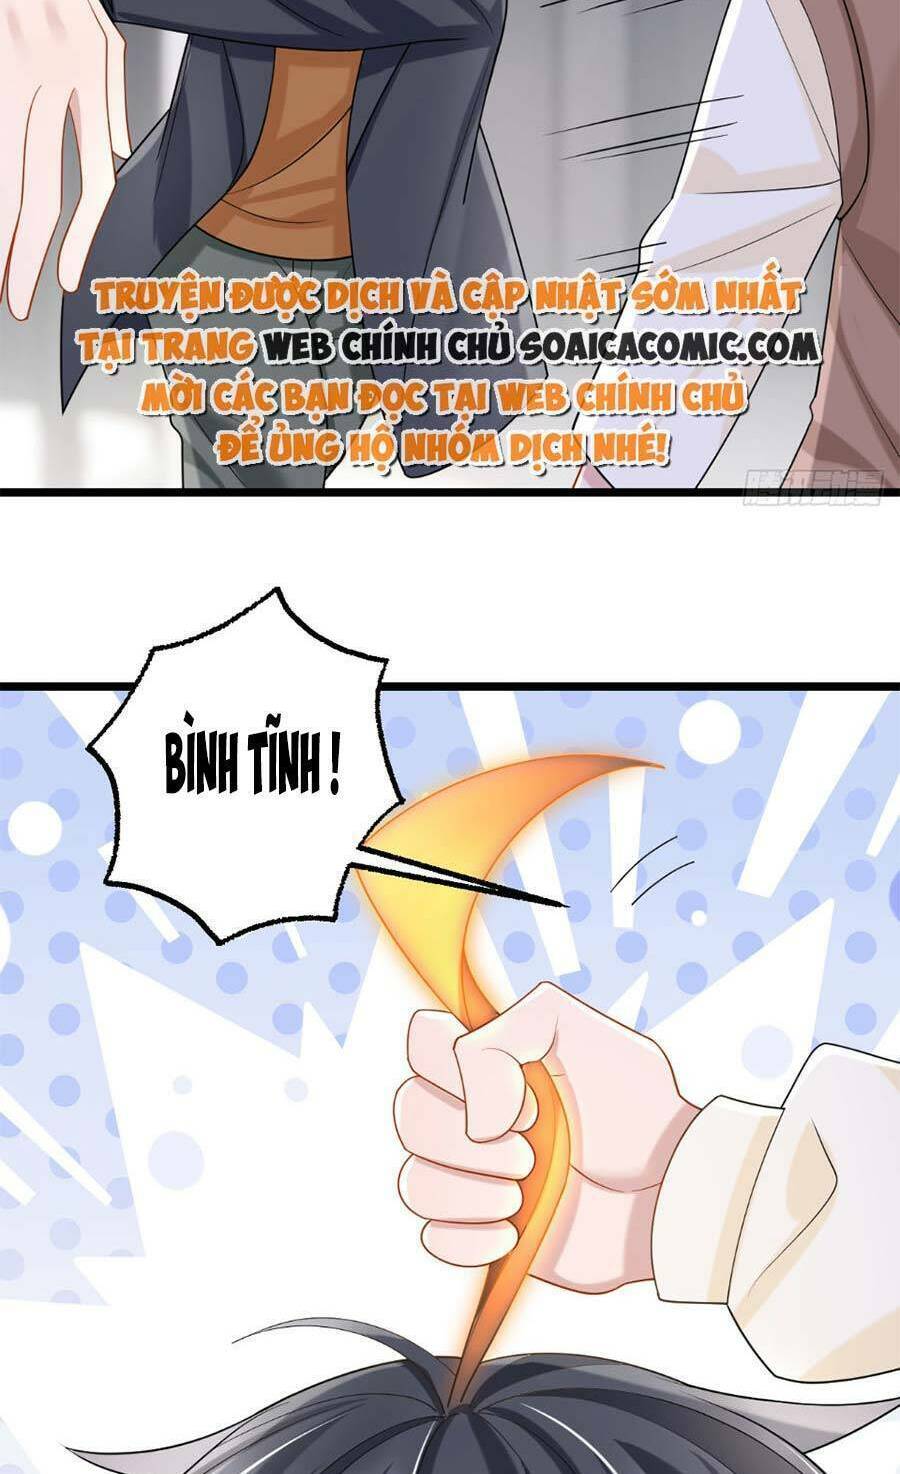 TRUYỆN ĐƯỢC DỊCH VÀ CẬP NHẬT SỚM NHẤT
TẠI TRANG WEB CHÍNH CHỦ SOAICACOMIC.COM
MỜI CÁC BẠN ĐỌC TẠI WEB CHÍNH CHỦ
ĐỂ ỦNG HỘ NHÓM DỊCH NHÉ!
BÌNH TĨNH!